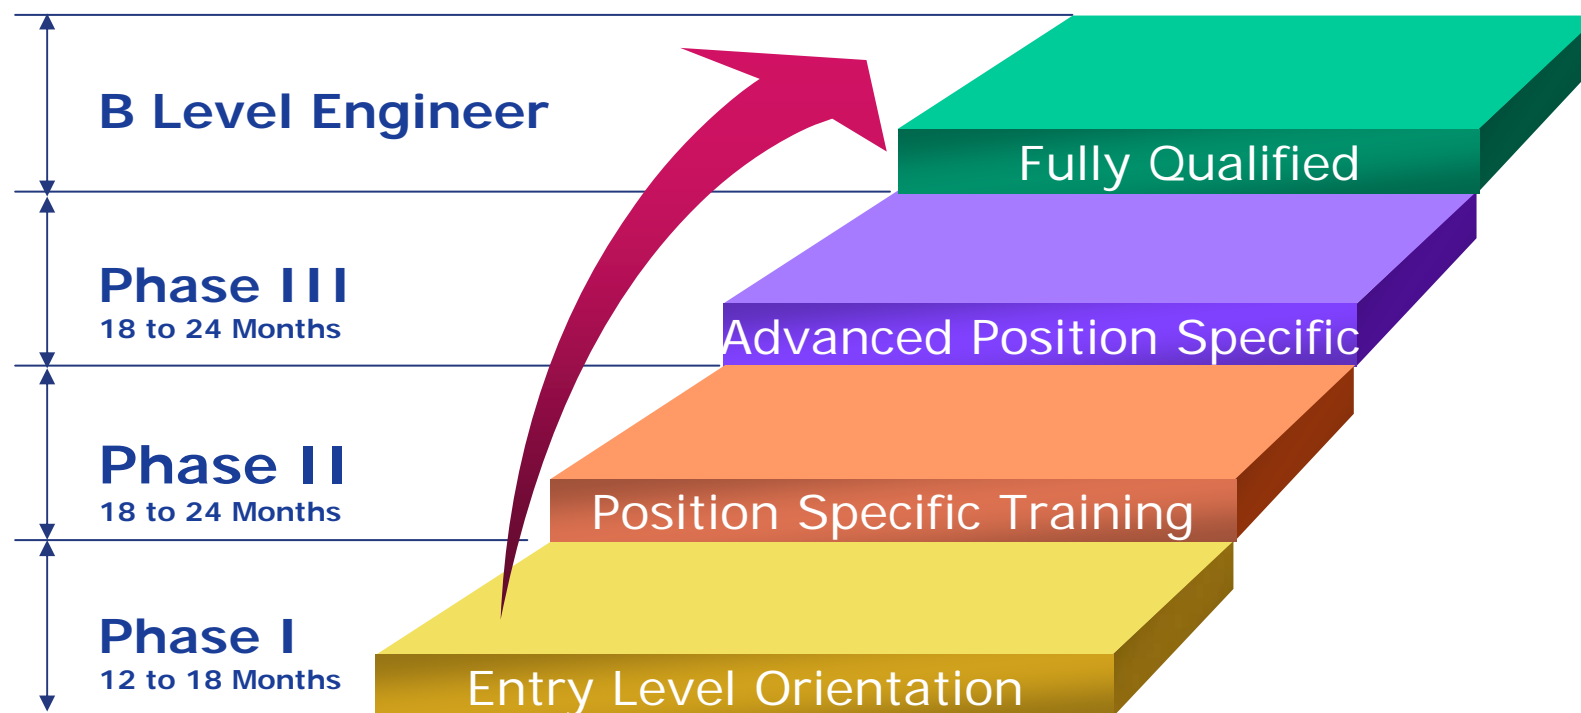 B Level Engineer
Fully Qualified
Phase III
18 to 24 Months
Advanced Position Specific
Phase II
18 to 24 Months
Position Specific Training
Phase I
12 to 18 Months
Entry Level Orientation